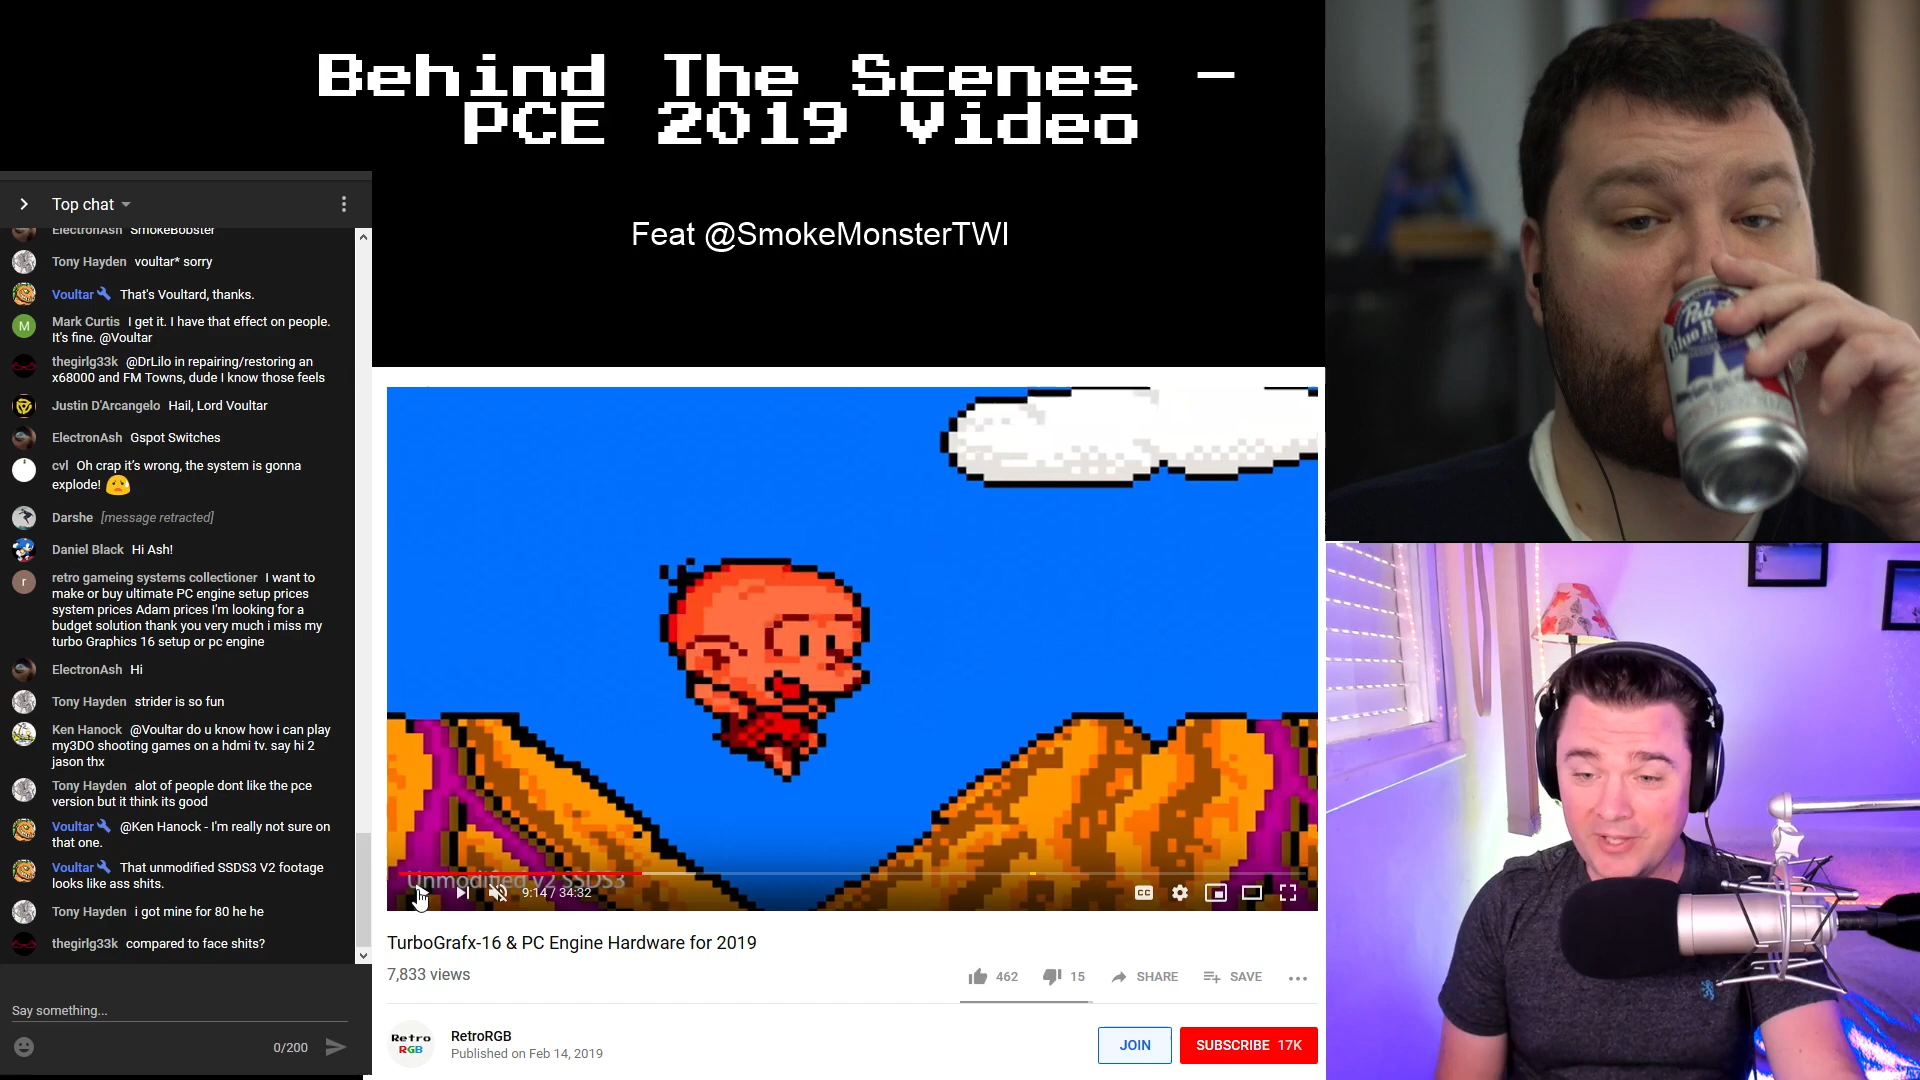 Behind The Scenes -
PCE 2019 Video
Feat @SmokeMonsterTWI
Top chat
ElectronAsh SmokeBobster
Tony Hayden voultar* sorry
Voultar That's Voultard, thanks.
M
Mark Curtis I get it. I have that effect on people.
It's fine. @Voultar
thegirlg33k @DrLilo in repairing/restoring an
x68000 and FM Towns, dude I know those feels
Justin D'Arcangelo Hail, Lord Voultar
ElectronAsh Gspot Switches
cvl Oh crap it's wrong, the system is gonna
explode!
Darshe [message retracted]
Daniel Black Hi Ash!
r
retro gameing systems collectioner I want to
make or buy ultimate PC engine setup prices
system prices Adam prices I'm looking for a
budget solution thank you very much i miss my
turbo Graphics 16 setup or pc engine
ElectronAsh Hi
Tony Hayden strider is so fun
Ken Hanock @Voultar do u know how i can play
my3DO shooting games on a hdmi tv. say hi 2
jason thx
Tony Hayden alot of people dont like the pce
version but it think its good
Voultar @Ken Hanock - I'm really not sure on
that one.
Voultar That unmodified SSDS3 V2 footage
looks like ass shits.
Tony Hayden i got mine for 80 he he
thegirlg33k compared to face shits?
Say something...
0/200
Unmodified v2 SSDS3
9:14 / 34:32
CC
TurboGrafx-16 & PC Engine Hardware for 2019
7,833 views
462 15 SHARE SAVE
Retro
RGB
RetroRGB
Published on Feb 14, 2019
JOIN
SUBSCRIBE 17K
Pabst
Blue